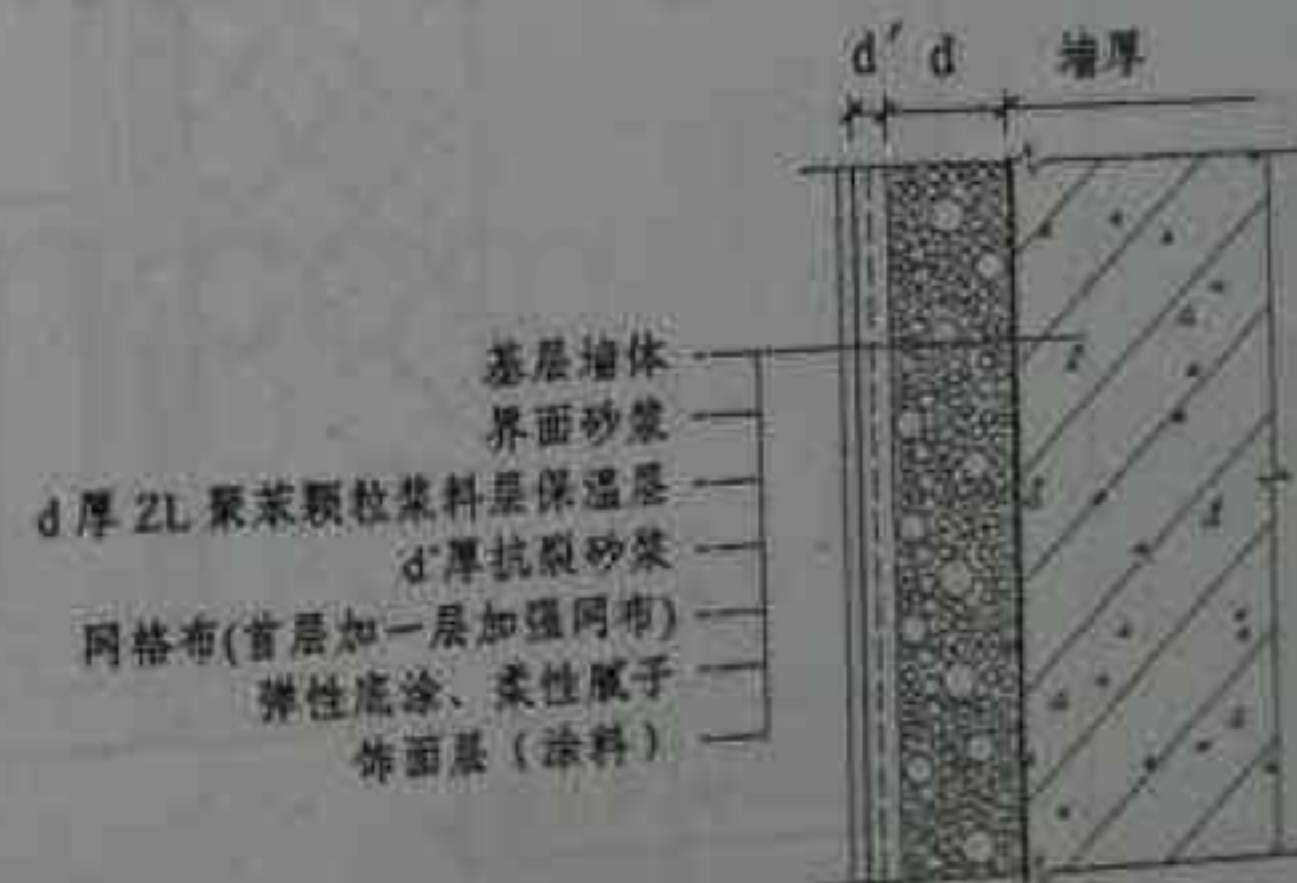 d′ d 墙厚
基层墙体
界面砂浆
d厚ZL聚苯颗粒浆料层保温层
d′厚抗裂砂浆
网格布(首层加一层加强网布)
弹性底涂、柔性腻子
饰面层(涂料)